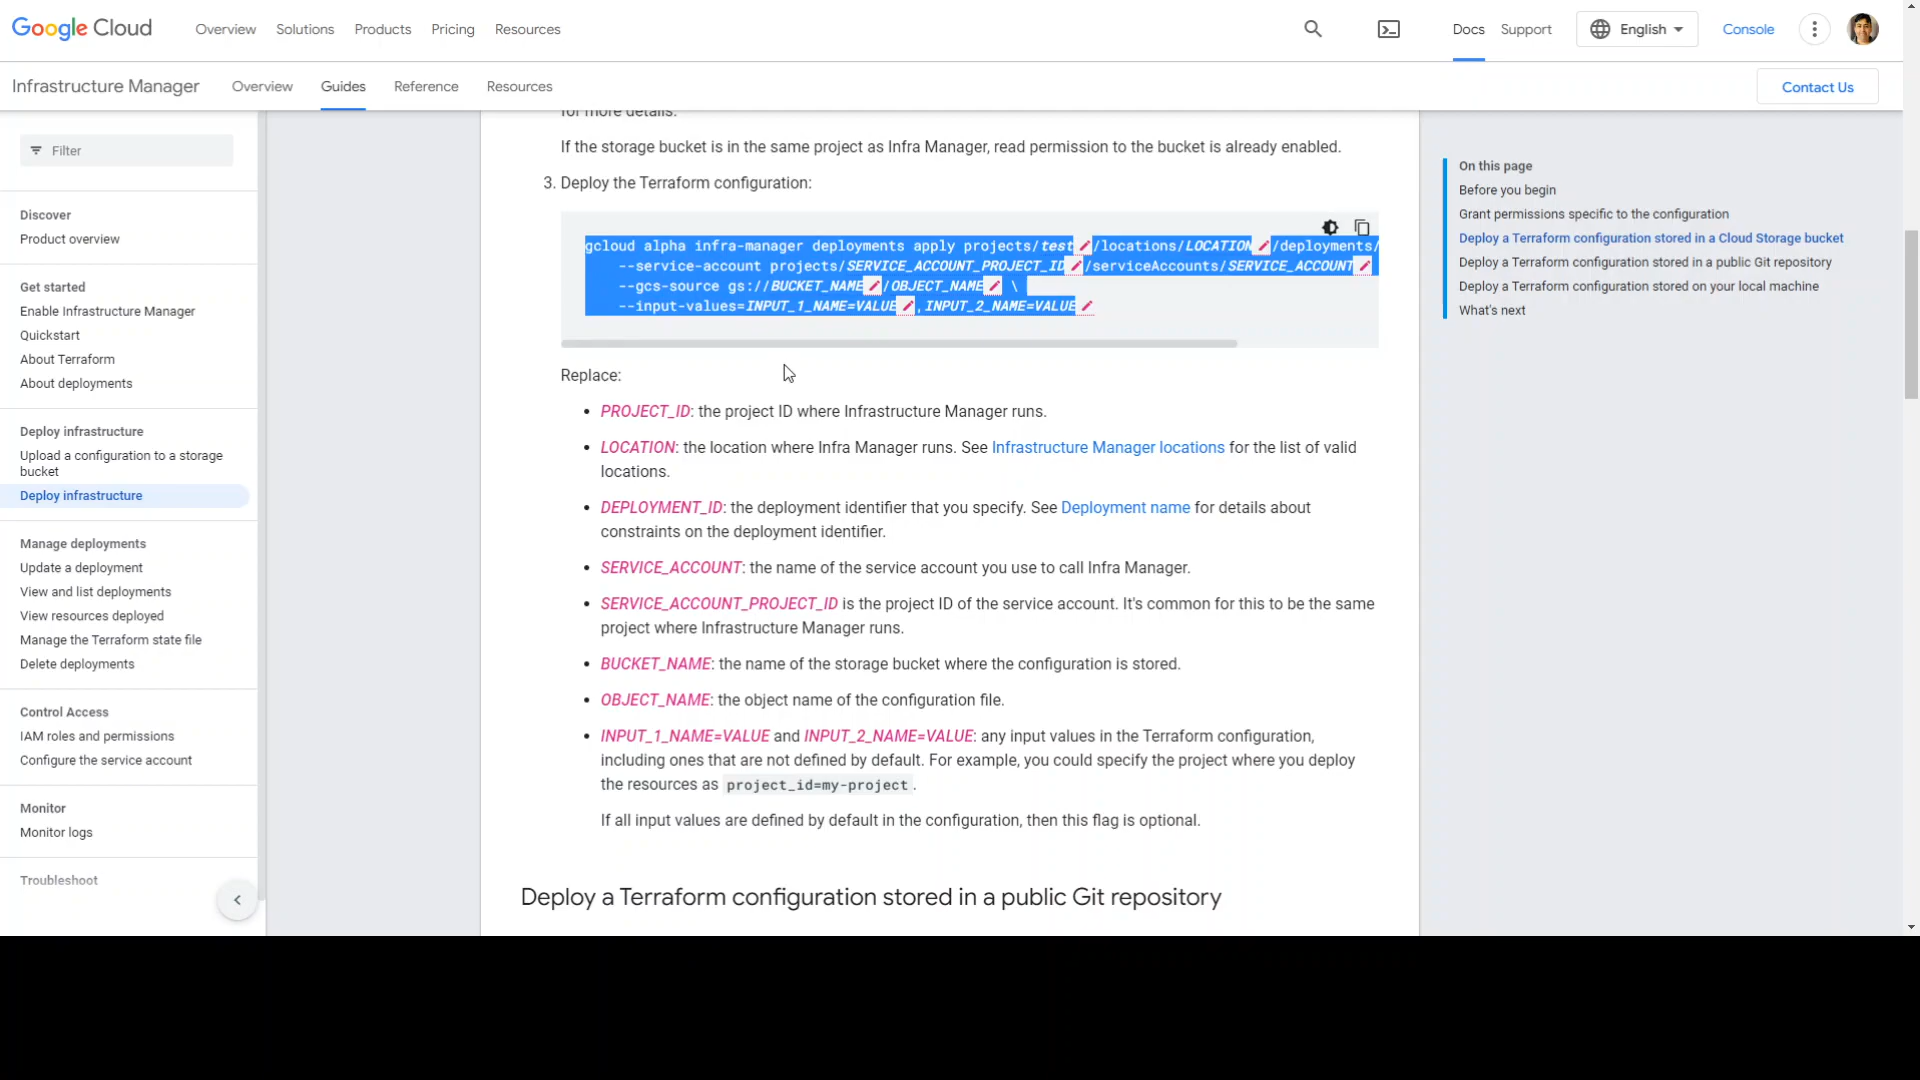 Google Cloud
Overview
Solutions
Products
Pricing
Resources
Docs
Support
English
Console
Infrastructure Manager
Overview
Guides
Reference
Resources
Contact Us
Filter
Discover
Product overview
Get started
Enable Infrastructure Manager
Quickstart
About Terraform
About deployments
Deploy infrastructure
Upload a configuration to a storage
bucket
Deploy infrastructure
Manage deployments
Update a deployment
View and list deployments
View resources deployed
Manage the Terraform state file
Delete deployments
Control Access
IAM roles and permissions
Configure the service account
Monitor
Monitor logs
Troubleshoot
for more details.
If the storage bucket is in the same project as Infra Manager, read permission to the bucket is already enabled.
3. Deploy the Terraform configuration:
gcloud alpha infra-manager deployments apply projects/test/locations/LOCATION/deployments/
--service-account projects/SERVICE_ACCOUNT_PROJECT_ID/serviceAccounts/SERVICE_ACCOUNT
--gcs-source gs://BUCKET_NAME/OBJECT_NAME \
--input-values=INPUT_1_NAME=VALUE,INPUT_2_NAME=VALUE
Replace:
• PROJECT_ID: the project ID where Infrastructure Manager runs.
• LOCATION: the location where Infra Manager runs. See Infrastructure Manager locations for the list of valid
locations.
• DEPLOYMENT_ID: the deployment identifier that you specify. See Deployment name for details about
constraints on the deployment identifier.
• SERVICE_ACCOUNT: the name of the service account you use to call Infra Manager.
• SERVICE_ACCOUNT_PROJECT_ID is the project ID of the service account. It's common for this to be the same
project where Infrastructure Manager runs.
• BUCKET_NAME: the name of the storage bucket where the configuration is stored.
• OBJECT_NAME: the object name of the configuration file.
• INPUT_1_NAME=VALUE and INPUT_2_NAME=VALUE: any input values in the Terraform configuration,
including ones that are not defined by default. For example, you could specify the project where you deploy
the resources as project_id=my-project.
If all input values are defined by default in the configuration, then this flag is optional.
Deploy a Terraform configuration stored in a public Git repository
On this page
Before you begin
Grant permissions specific to the configuration
Deploy a Terraform configuration stored in a Cloud Storage bucket
Deploy a Terraform configuration stored in a public Git repository
Deploy a Terraform configuration stored on your local machine
What's next